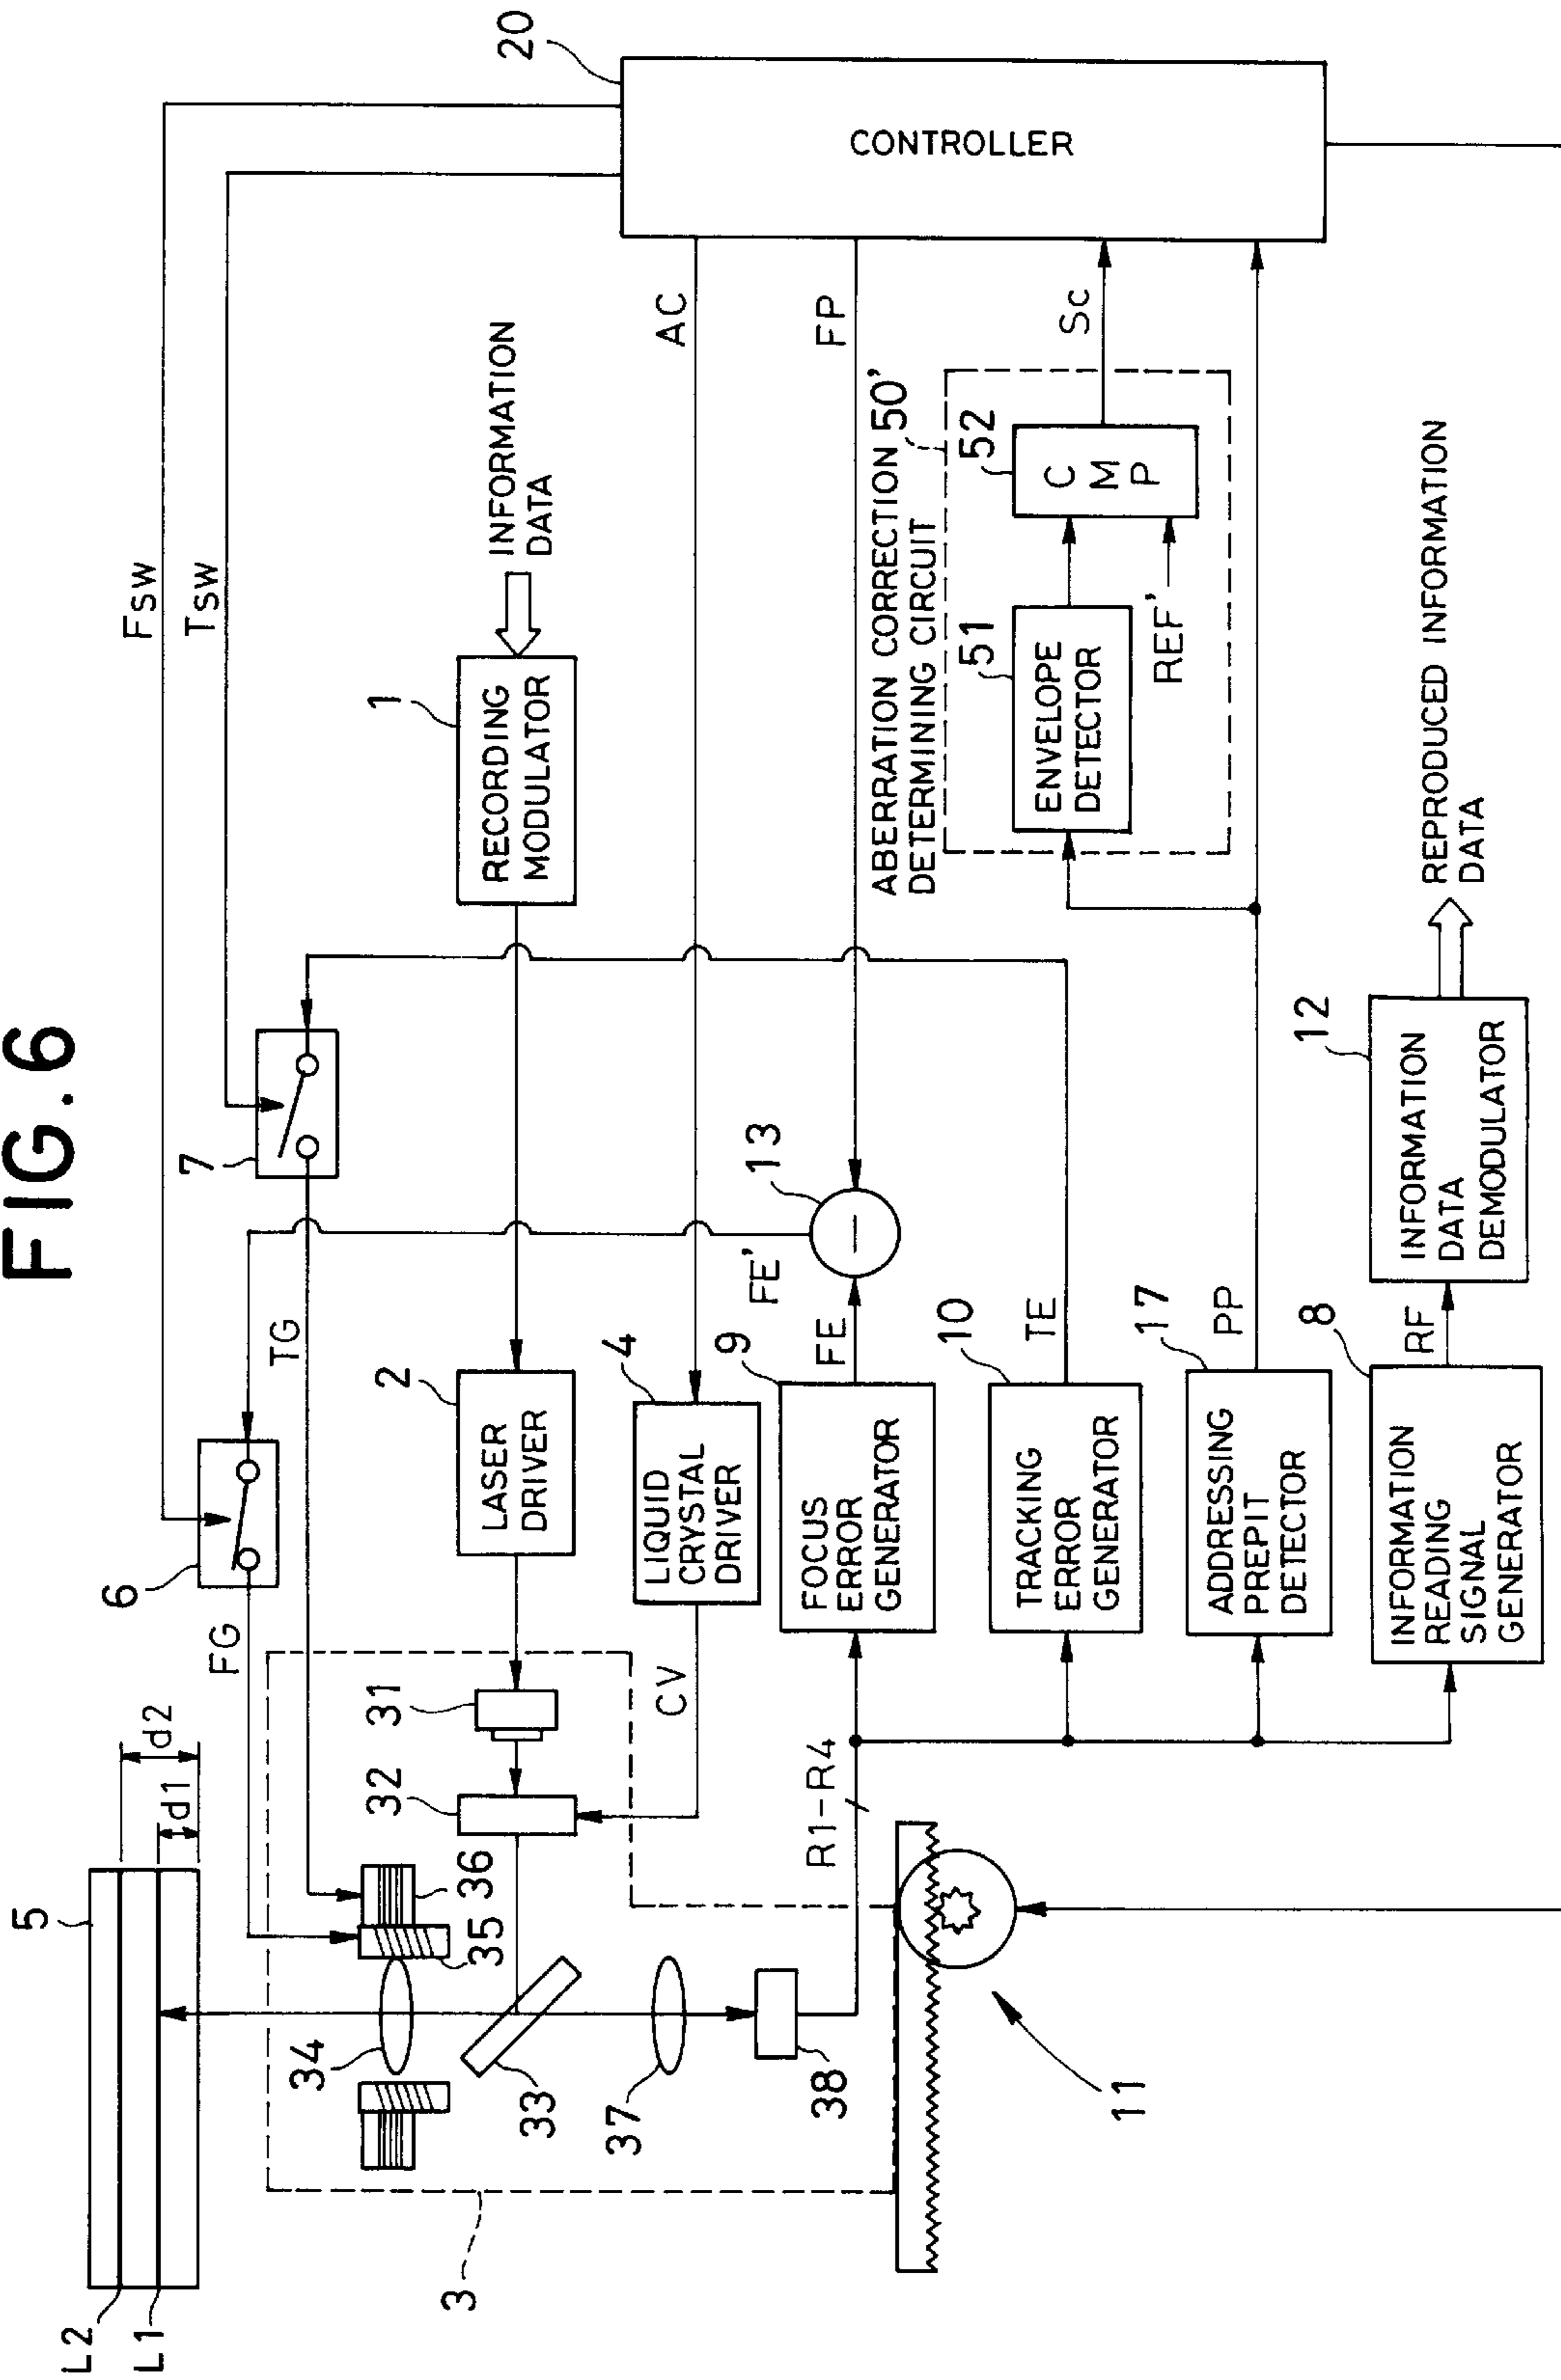 FIG.6
L2
L1
5
d2
d1
3
34
35
36
33
37
38
32
31
11
FG
TG
6
7
FSW
TSW
CV
R1-R4
2
LASER
DRIVER
4
LIQUID
CRYSTAL
DRIVER
1
RECORDING
MODULATOR
INFORMATION
DATA
AC
FP
9
FOCUS
ERROR
GENERATOR
FE
FE'
13
10
TRACKING
ERROR
GENERATOR
TE
17
ADDRESSING
PREPIT
DETECTOR
PP
8
INFORMATION
READING
SIGNAL
GENERATOR
RF
12
INFORMATION
DATA
DEMODULATOR
REPRODUCED INFORMATION
DATA
ABERRATION CORRECTION 50'
DETERMINING CIRCUIT
51
ENVELOPE
DETECTOR
52
CMP
REF'
Sc
20
CONTROLLER